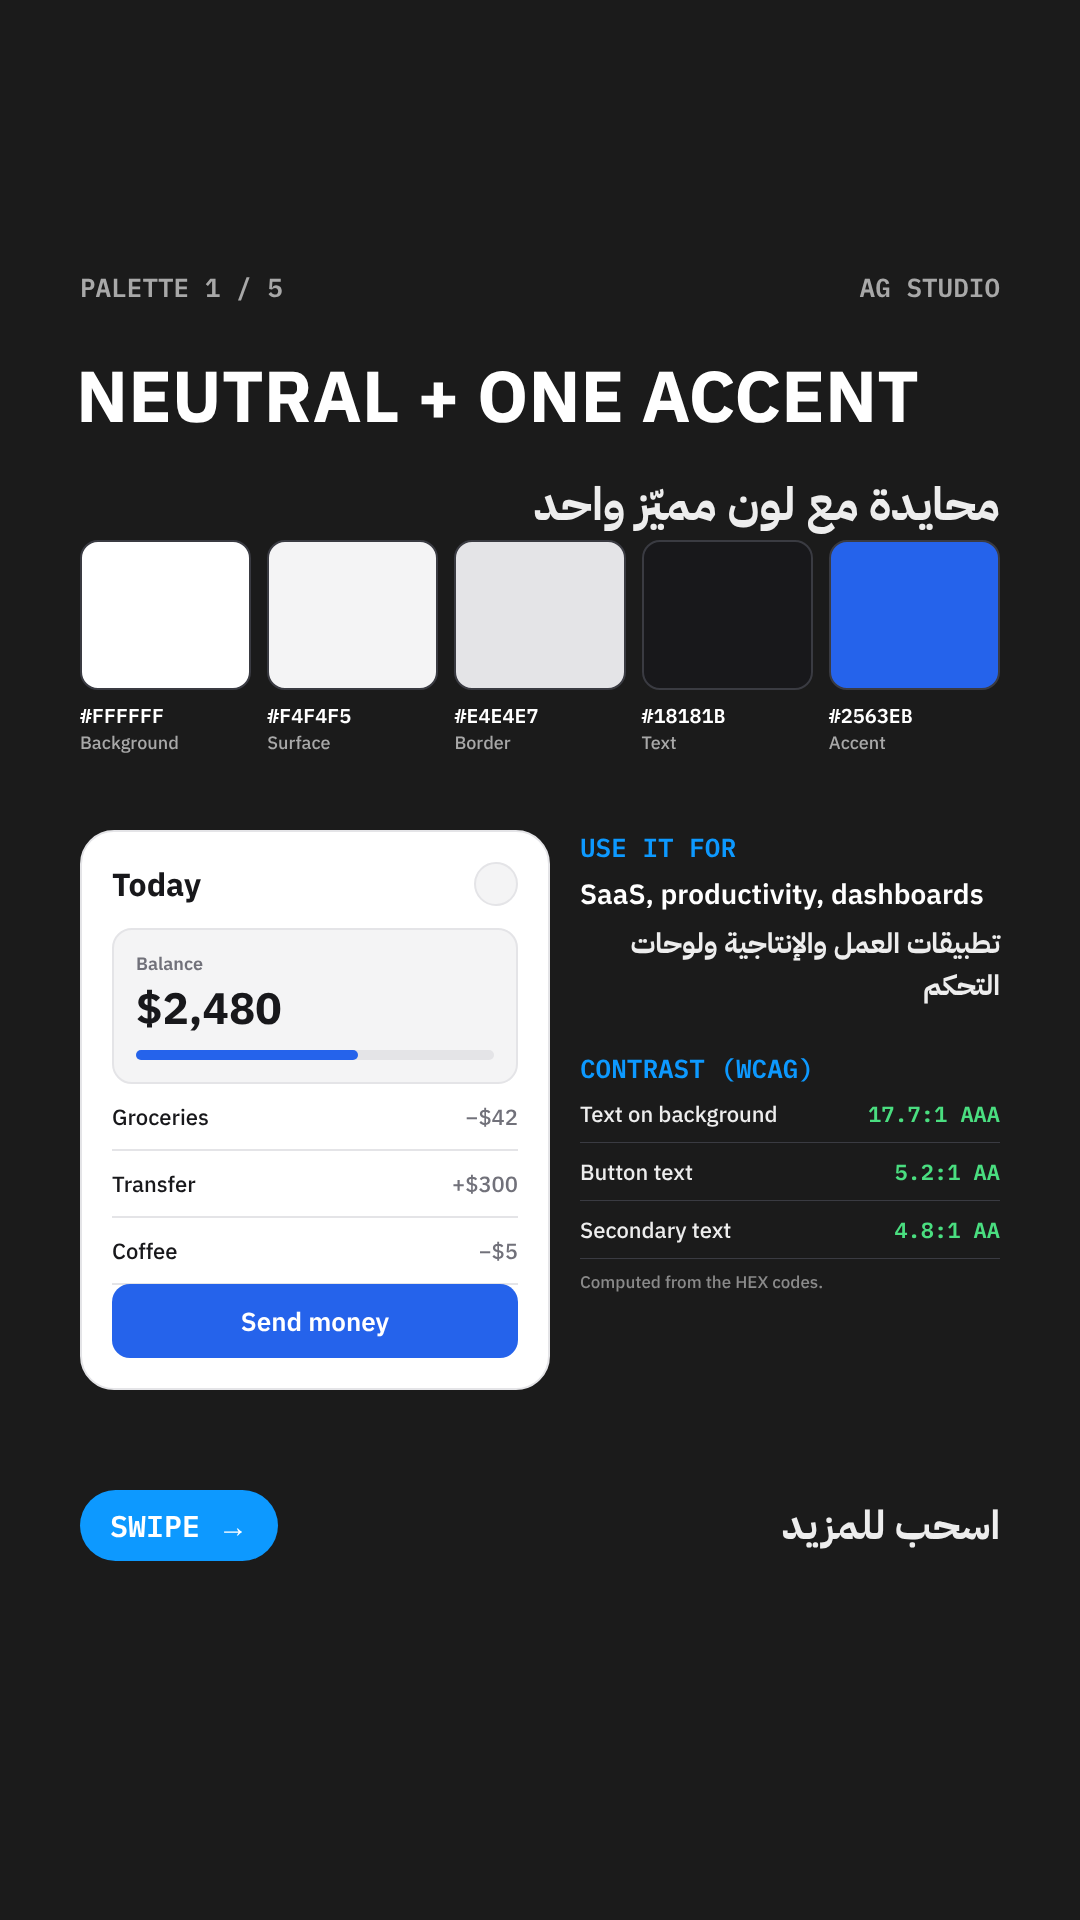 PALETTE 1 / 5
AG STUDIO
NEUTRAL + ONE ACCENT
محايدة مع لون مميّز واحد
#FFFFFF
Background
#F4F4F5
Surface
#E4E4E7
Border
#18181B
Text
#2563EB
Accent
Today
Balance
$2,480
Groceries −$42
Transfer +$300
Coffee −$5
Send money
USE IT FOR
SaaS, productivity, dashboards
تطبيقات العمل والإنتاجية ولوحات
التحكم
CONTRAST (WCAG)
Text on background 17.7:1 AAA
Button text 5.2:1 AA
Secondary text 4.8:1 AA
Computed from the HEX codes.
SWIPE →
اسحب للمزيد